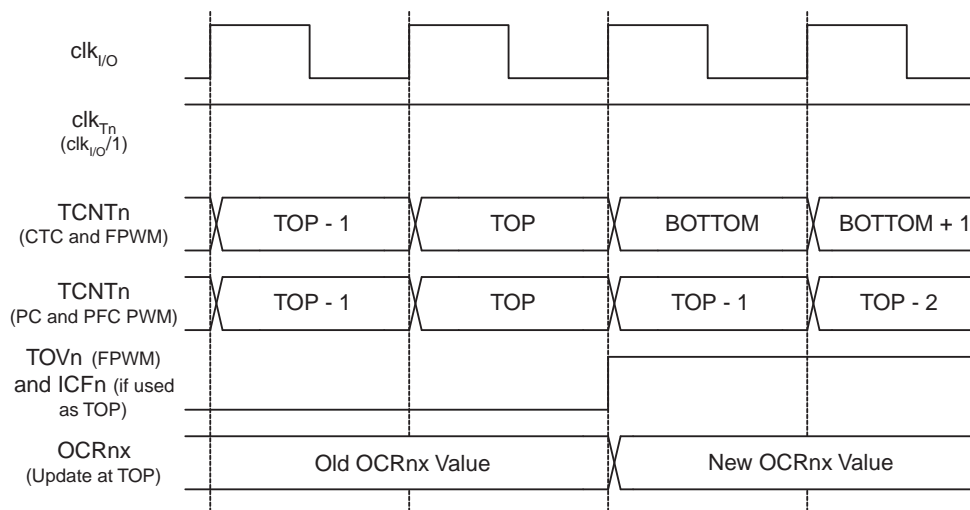 clkI/O
clkTn
(clkI/O/1)
TCNTn
(CTC and FPWM)
TOP - 1
TOP
BOTTOM
BOTTOM + 1
TCNTn
(PC and PFC PWM)
TOP - 1
TOP
TOP - 1
TOP - 2
TOVn (FPWM)
and ICFn (if used
as TOP)
OCRnx
(Update at TOP)
Old OCRnx Value
New OCRnx Value